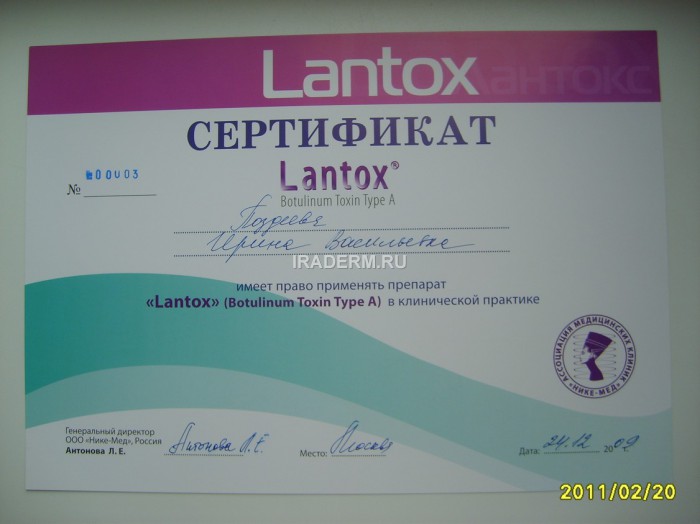 Lantox Лантокс
СЕРТИФИКАТ
Lantox®
Botulinum Toxin Type A
№ 00003
Поздеева
Ирина Васильевна
IRADERM.RU
имеет право применять препарат
«Lantox» (Botulinum Toxin Type A) в клинической практике
АССОЦИАЦИЯ МЕДИЦИНСКИХ КЛИНИК «НИКЕ-МЕД»
Генеральный директор
ООО «Нике-Мед», Россия
Антонова Л. Е. Антонова Л.Е. Место: Москва Дата: 24.12 2009
2011/02/20